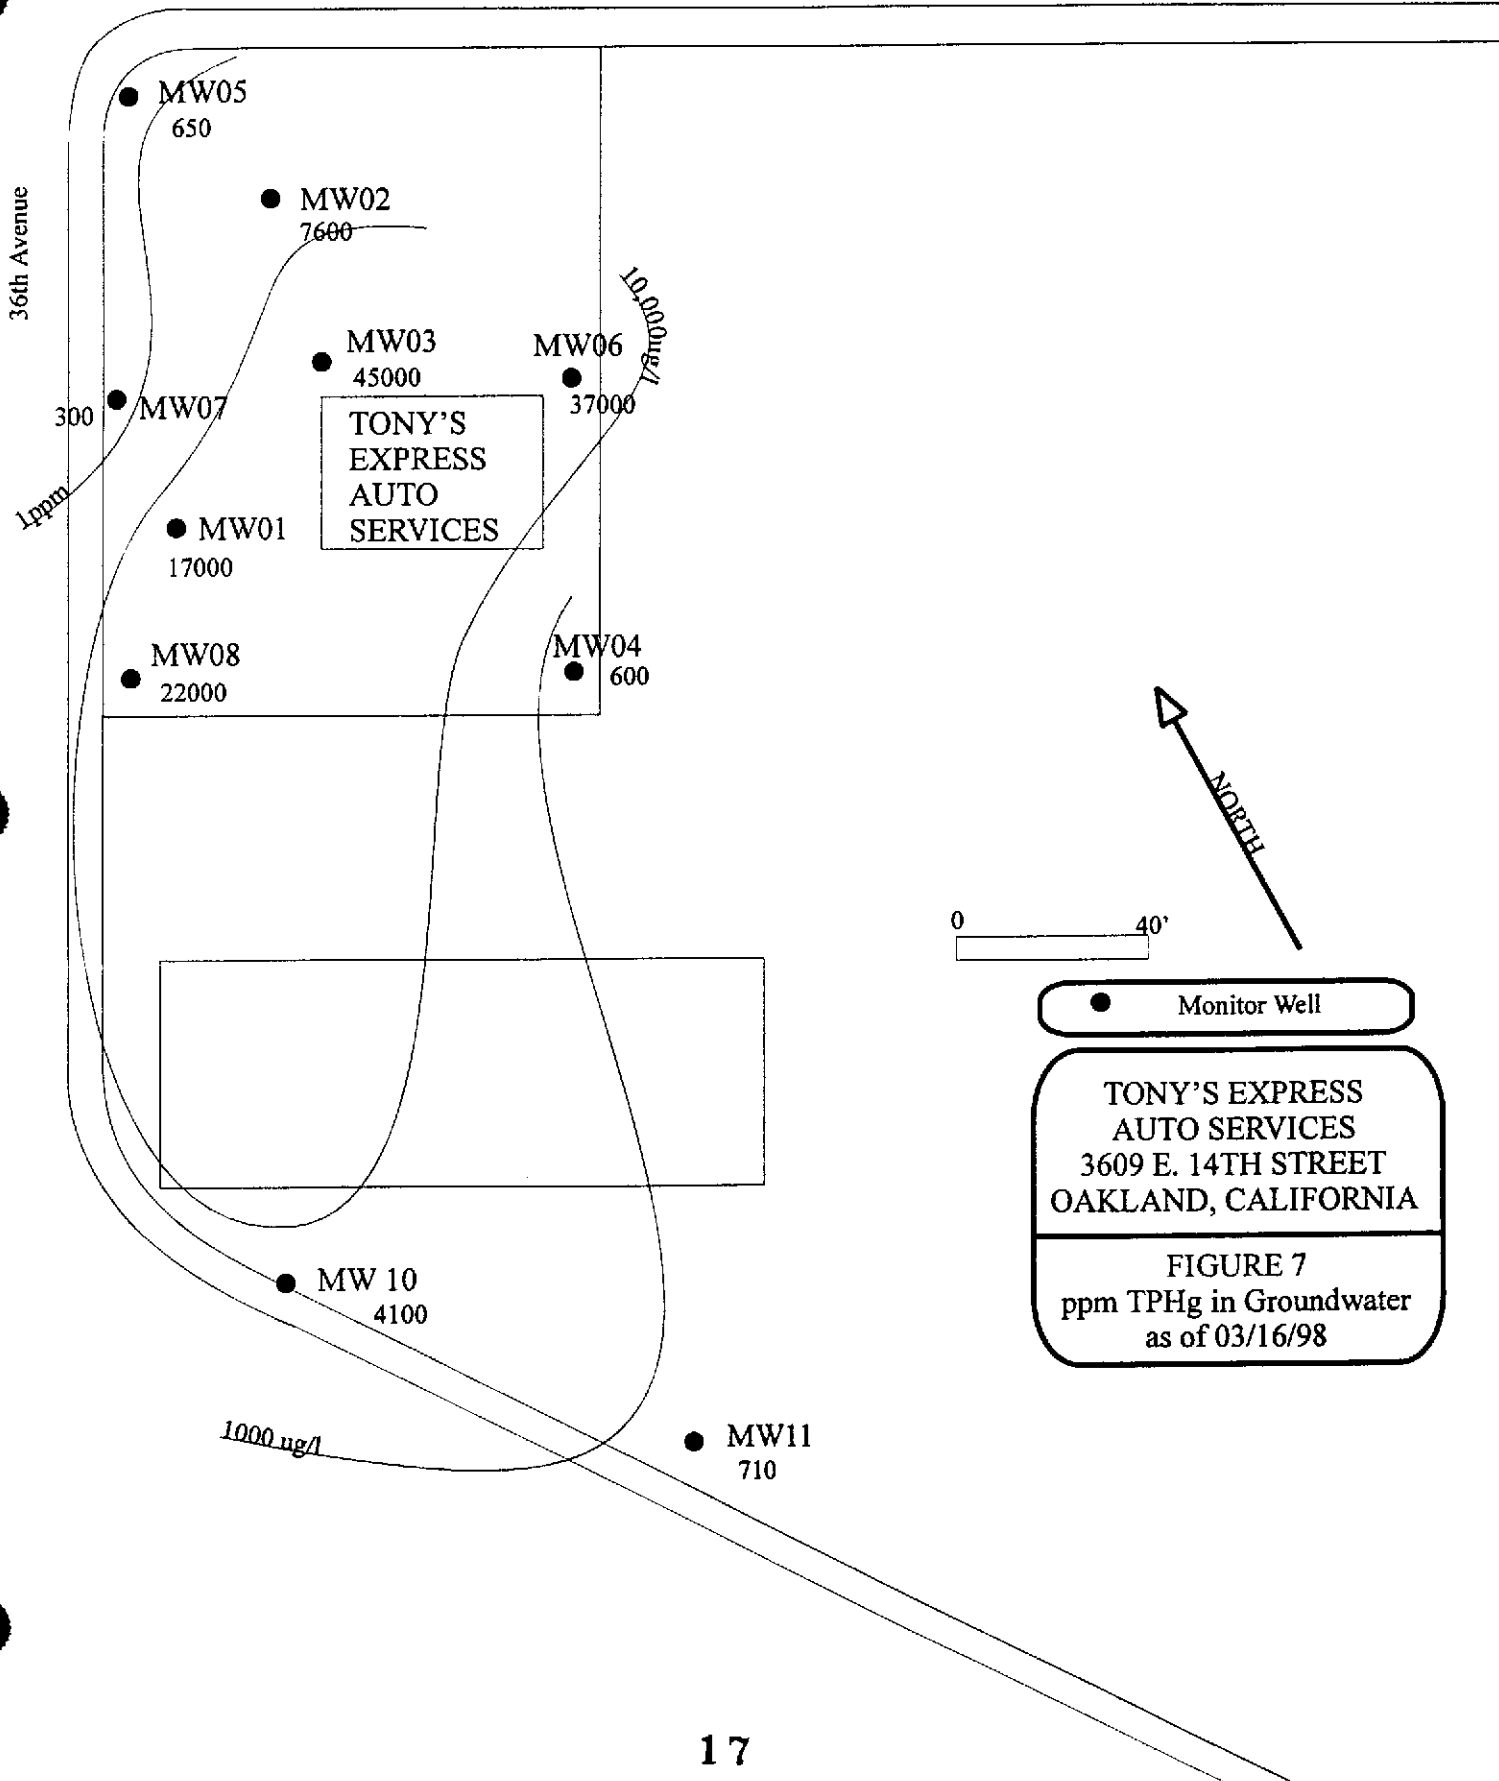 MW05
650
36th Avenue
MW02
7600
10,000ug/l
MW03
45000
MW06
37000
300
MW07
TONY'S
EXPRESS
AUTO
SERVICES
1ppm
MW01
17000
MW04
600
MW08
22000
NORTH
0 40'
Monitor Well
TONY'S EXPRESS
AUTO SERVICES
3609 E. 14TH STREET
OAKLAND, CALIFORNIA
FIGURE 7
ppm TPHg in Groundwater
as of 03/16/98
MW 10
4100
1000 ug/l
MW11
710
17